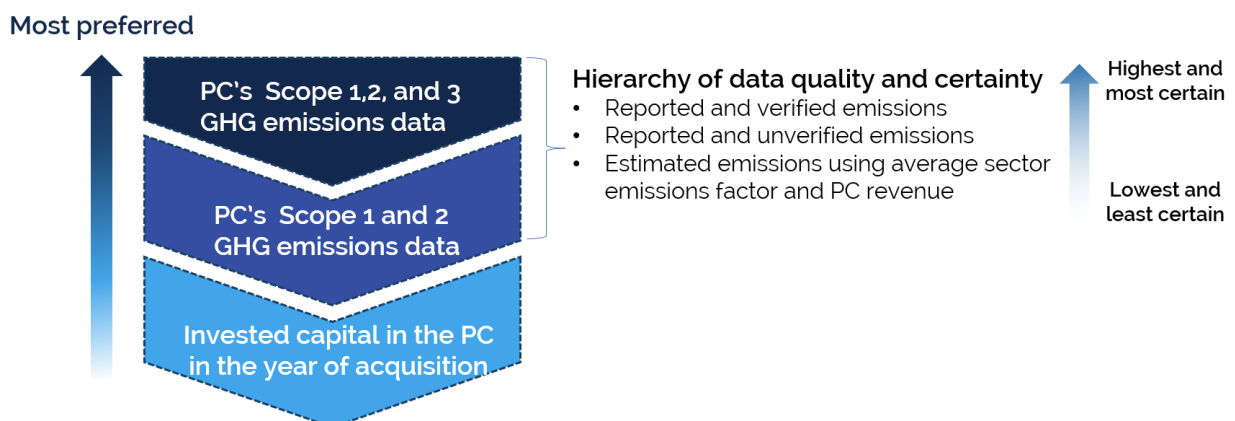 Most preferred
PC's  Scope 1,2, and 3
GHG emissions data
PC's  Scope 1 and 2
GHG emissions data
Invested capital in the PC
in the year of acquisition
Hierarchy of data quality and certainty
• Reported and verified emissions
• Reported and unverified emissions
• Estimated emissions using average sector
emissions factor and PC revenue
Highest and
most certain
Lowest and
least certain